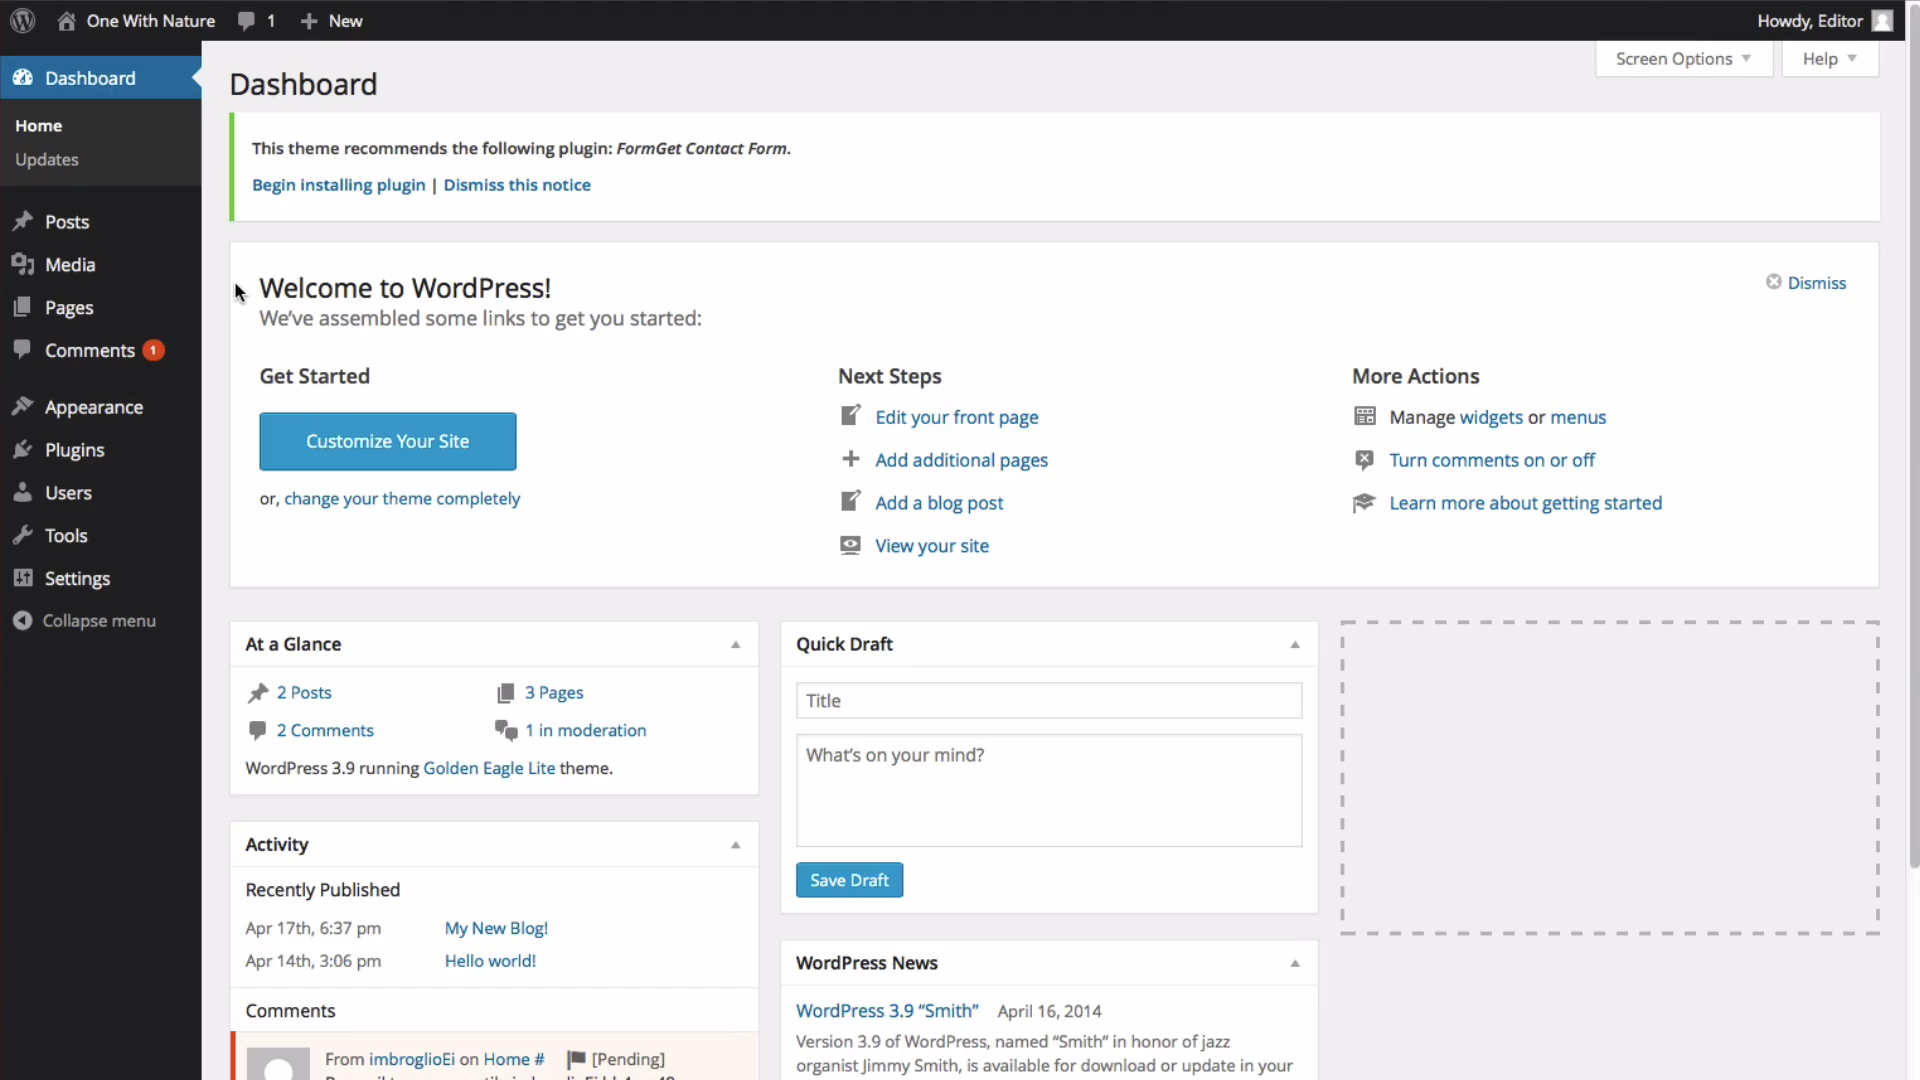 One With Nature 1 New Howdy, Editor
Screen Options Help
Dashboard
Home
Updates
Posts
Media
Pages
Comments 1
Appearance
Plugins
Users
Tools
Settings
Collapse menu
Dashboard
This theme recommends the following plugin: FormGet Contact Form.
Begin installing plugin | Dismiss this notice
Welcome to WordPress!
Dismiss
We've assembled some links to get you started:
Get Started
Customize Your Site
or, change your theme completely
Next Steps
Edit your front page
Add additional pages
Add a blog post
View your site
More Actions
Manage widgets or menus
Turn comments on or off
Learn more about getting started
At a Glance
2 Posts 3 Pages
2 Comments 1 in moderation
WordPress 3.9 running Golden Eagle Lite theme.
Activity
Recently Published
Apr 17th, 6:37 pm My New Blog!
Apr 14th, 3:06 pm Hello world!
Comments
From imbroglioEi on Home # [Pending]
Quick Draft
Title
What's on your mind?
Save Draft
WordPress News
WordPress 3.9 “Smith” April 16, 2014
Version 3.9 of WordPress, named “Smith” in honor of jazz
organist Jimmy Smith, is available for download or update in your